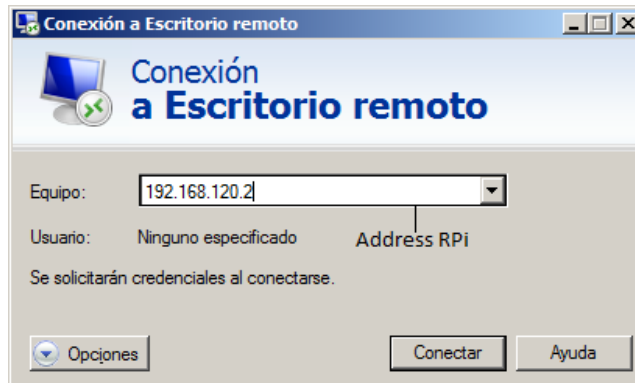 Conexión a Escritorio remoto
Conexión
a Escritorio remoto
Equipo: 192.168.120.2
Usuario: Ninguno especificado Address RPi
Se solicitarán credenciales al conectarse.
Opciones Conectar Ayuda